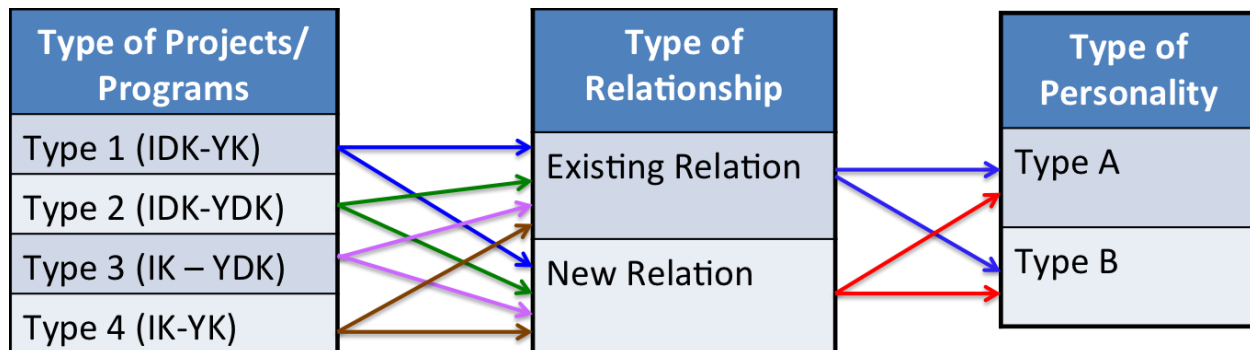 Type of Projects/
Programs
Type 1 (IDK-YK)
Type 2 (IDK-YDK)
Type 3 (IK – YDK)
Type 4 (IK-YK)
Type of
Relationship
Existing Relation
New Relation
Type of
Personality
Type A
Type B